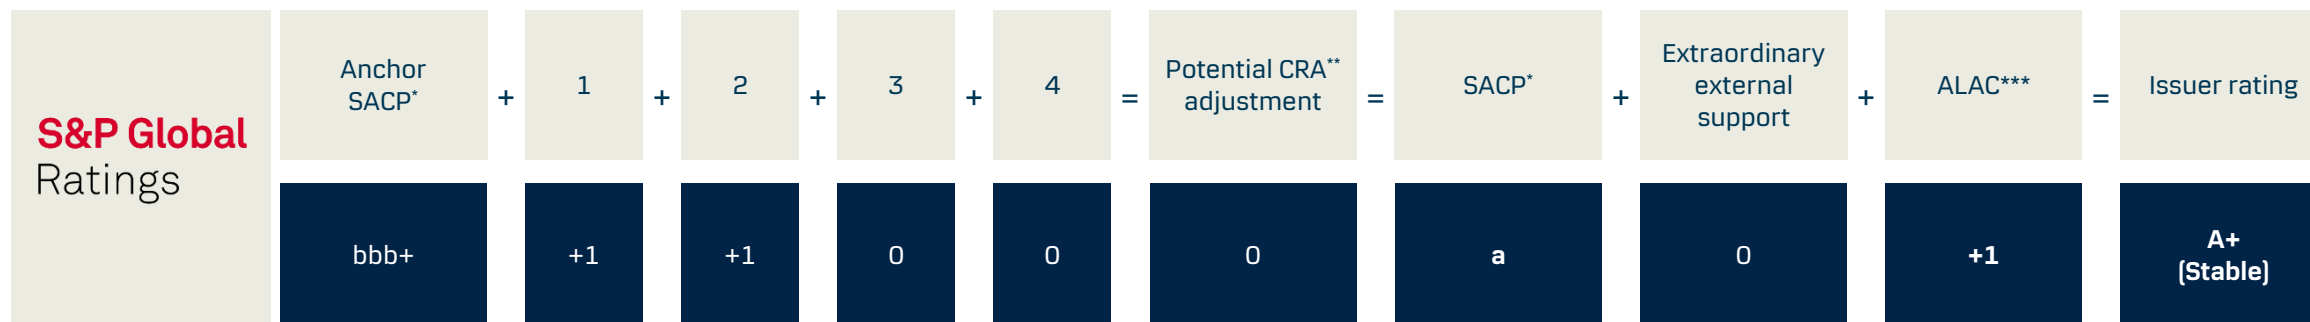 S&P Global
Ratings
Anchor
SACP*
+
1
+
2
+
3
+
4
=
Potential CRA**
adjustment
=
SACP*
+
Extraordinary
external
support
+
ALAC***
=
Issuer rating
bbb+
+1
+1
0
0
0
a
0
+1
A+
(Stable)